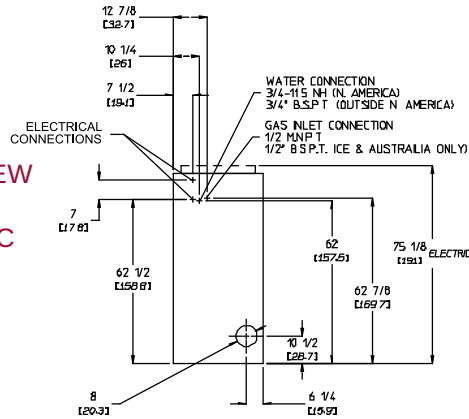 12 7/8
[32.7]
10 1/4
[26]
7 1/2
[19.1]
WATER CONNECTION
3/4-11.5 NH (N. AMERICA)
3/4" B.S.P.T (OUTSIDE N AMERICA)
GAS INLET CONNECTION
1/2 M.N.P.T
1/2" B.S.P.T. ICE & AUSTRAILIA ONLY)
ELECTRICAL
CONNECTIONS
EW
C
7
[17.8]
62 1/2
[158.8]
62
[157.5]
75 1/8
[191]
ELECTRIC
62 7/8
[159.7]
10 1/2
[26.7]
8
[20.3]
6 1/4
[15.9]